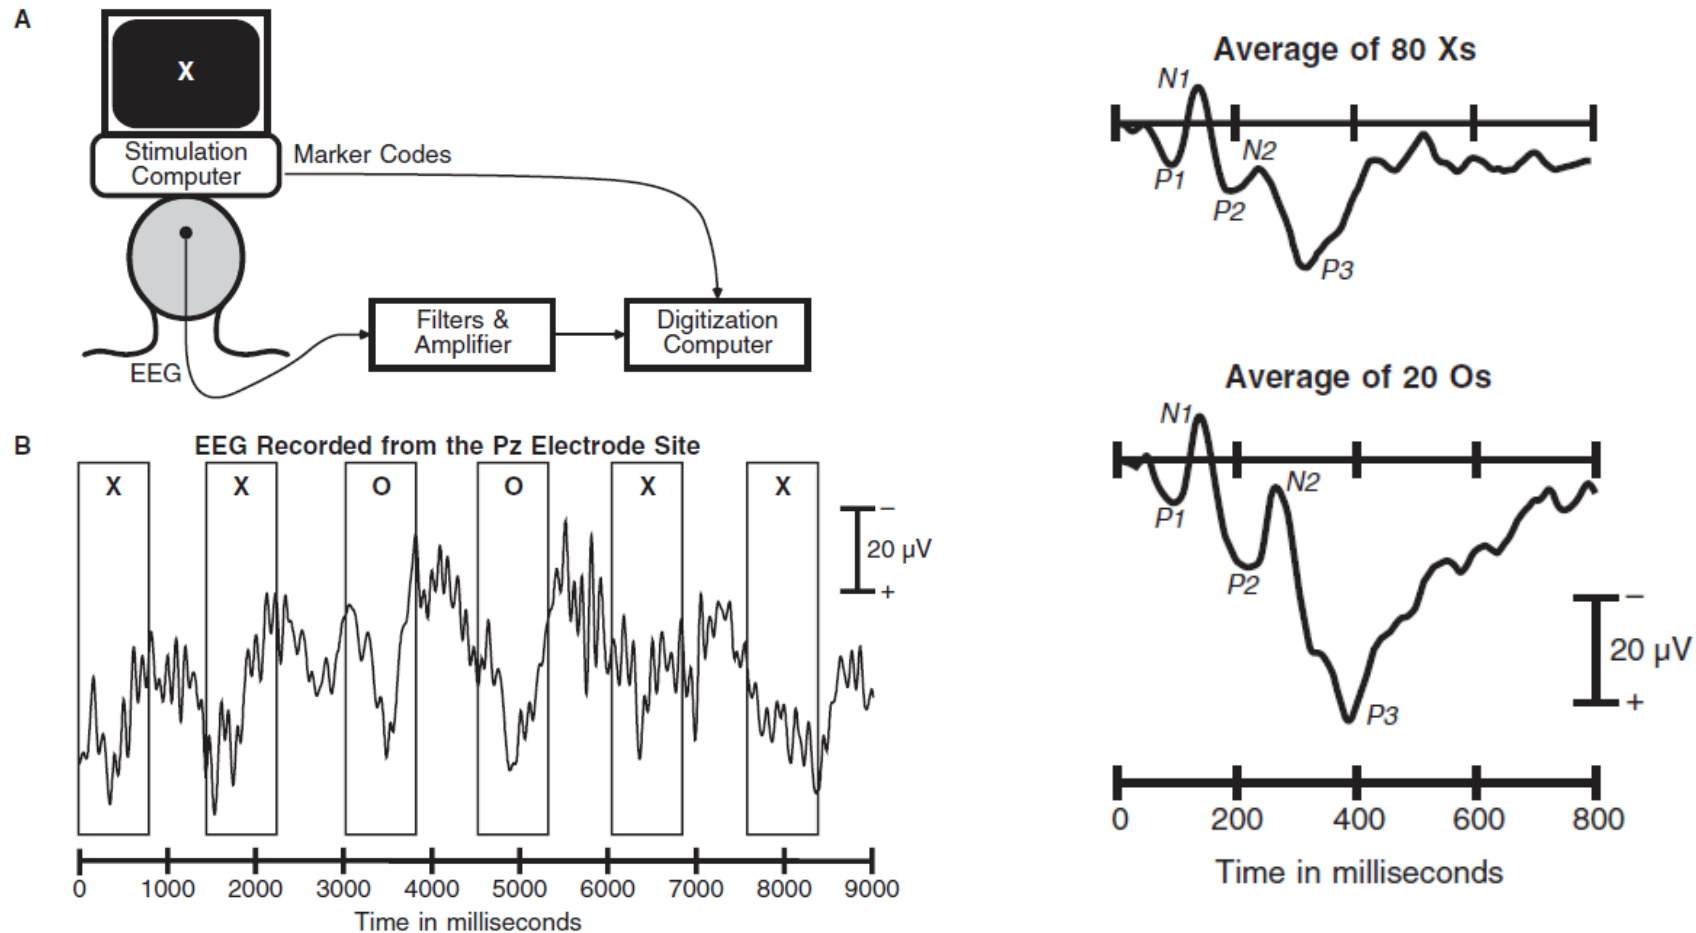 A
X
Stimulation
Computer
Marker Codes
EEG
Filters &
Amplifier
Digitization
Computer
B
EEG Recorded from the Pz Electrode Site
X X O O X X
–
20 µV
+
0 1000 2000 3000 4000 5000 6000 7000 8000 9000
Time in milliseconds
Average of 80 Xs
N1
P1
N2
P2
P3
Average of 20 Os
N1
N2
P1
P2
P3
–
20 µV
+
0 200 400 600 800
Time in milliseconds